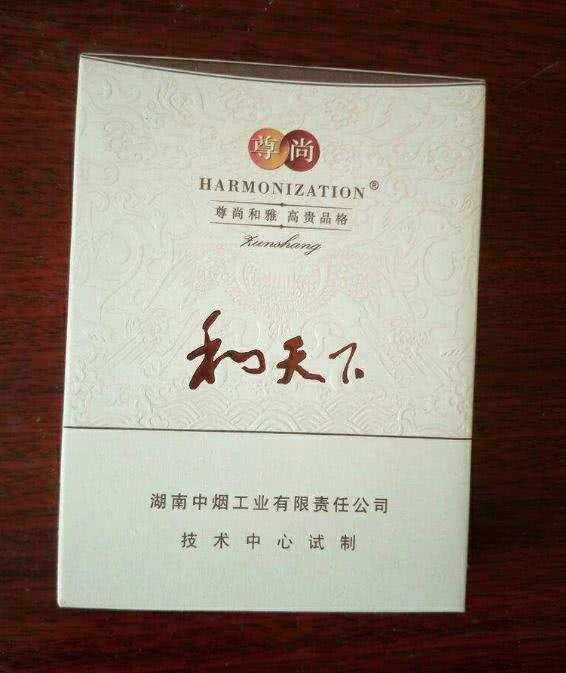 尊尚
HARMONIZATION®
尊尚和雅 高贵品格
Zunshang
和天下
湖南中烟工业有限责任公司
技术中心试制